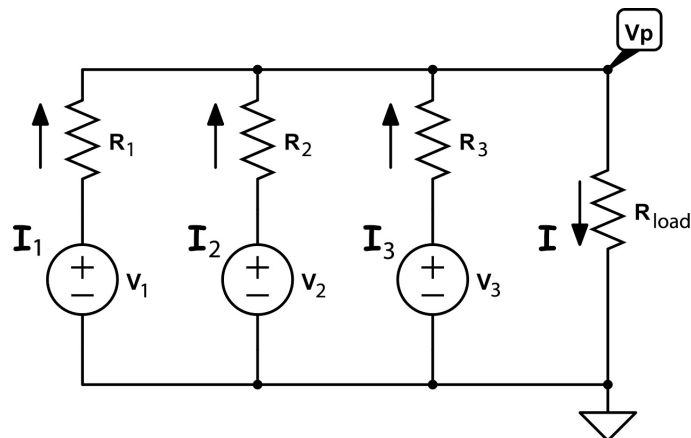 Vp
R1
R2
R3
Rload
I1
I2
I3
I
+
−
V1
+
−
V2
+
−
V3